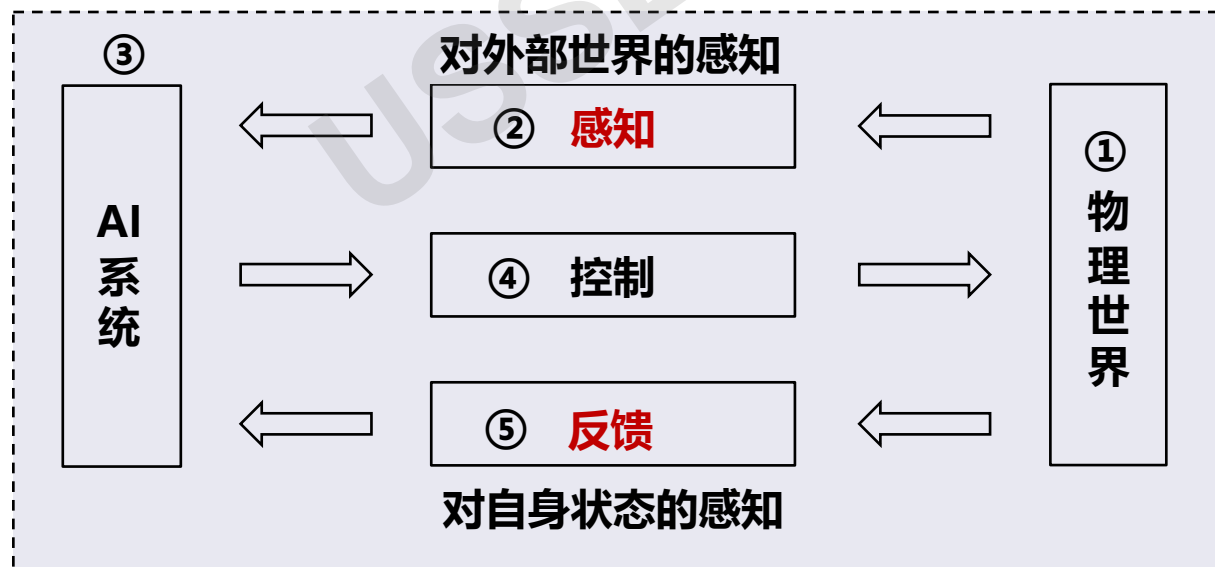 ③
对外部世界的感知
② 感知
①
物理世界
AI
系统
④ 控制
⑤ 反馈
对自身状态的感知